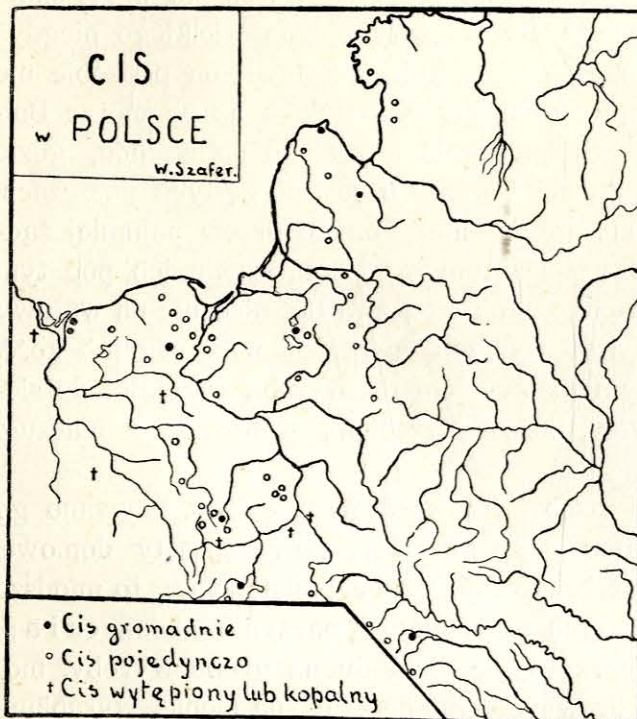 CIS
w POLSCE
W. Szafer.
• Cis gromadnie
◦ Cis pojedynczo
† Cis wytępiony lub kopalny